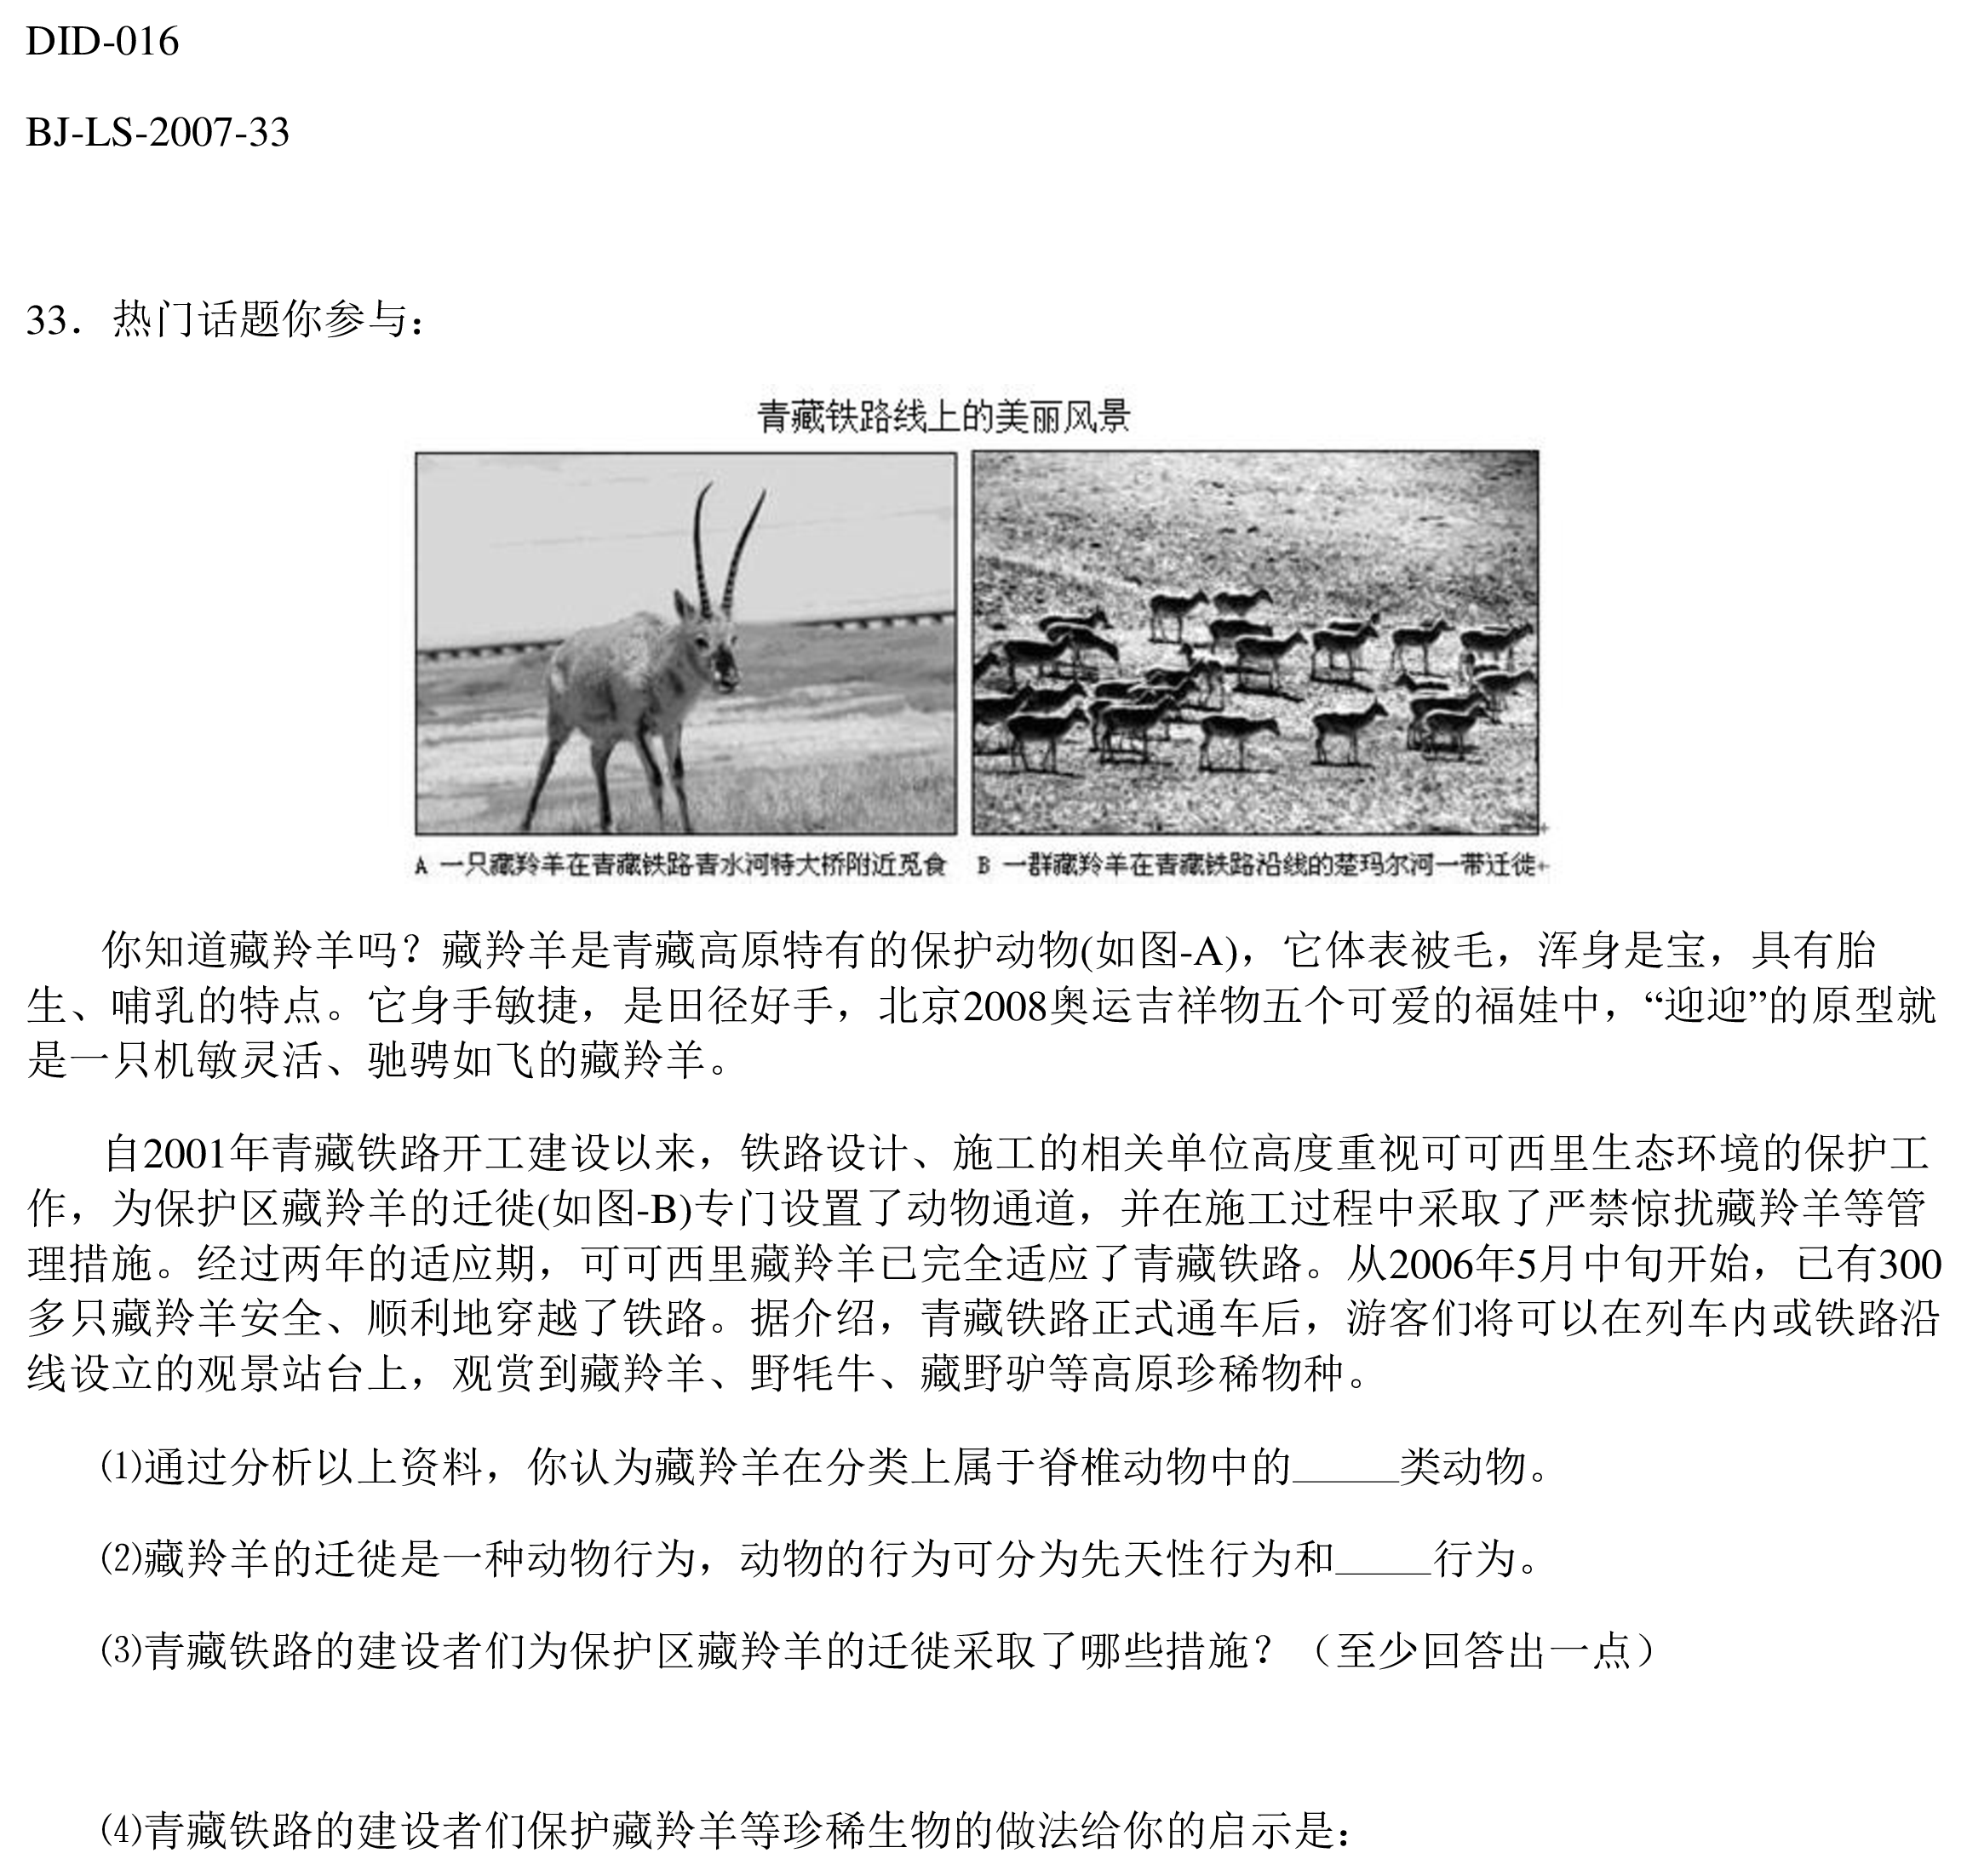 DID-016
BJ-LS-2007-33
33．热门话题你参与：
青藏铁路线上的美丽风景
A 一只藏羚羊在青藏铁路青水河特大桥附近觅食
B 一群藏羚羊在青藏铁路沿线的楚玛尔河一带迁徙
你知道藏羚羊吗？藏羚羊是青藏高原特有的保护动物(如图-A)，它体表被毛，浑身是宝，具有胎
生、哺乳的特点。它身手敏捷，是田径好手，北京2008奥运吉祥物五个可爱的福娃中，“迎迎”的原型就
是一只机敏灵活、驰骋如飞的藏羚羊。
自2001年青藏铁路开工建设以来，铁路设计、施工的相关单位高度重视可可西里生态环境的保护工
作，为保护区藏羚羊的迁徙(如图-B)专门设置了动物通道，并在施工过程中采取了严禁惊扰藏羚羊等管
理措施。经过两年的适应期，可可西里藏羚羊已完全适应了青藏铁路。从2006年5月中旬开始，已有300
多只藏羚羊安全、顺利地穿越了铁路。据介绍，青藏铁路正式通车后，游客们将可以在列车内或铁路沿
线设立的观景站台上，观赏到藏羚羊、野牦牛、藏野驴等高原珍稀物种。
⑴通过分析以上资料，你认为藏羚羊在分类上属于脊椎动物中的_____类动物。
⑵藏羚羊的迁徙是一种动物行为，动物的行为可分为先天性行为和_____行为。
⑶青藏铁路的建设者们为保护区藏羚羊的迁徙采取了哪些措施？（至少回答出一点）
⑷青藏铁路的建设者们保护藏羚羊等珍稀生物的做法给你的启示是：